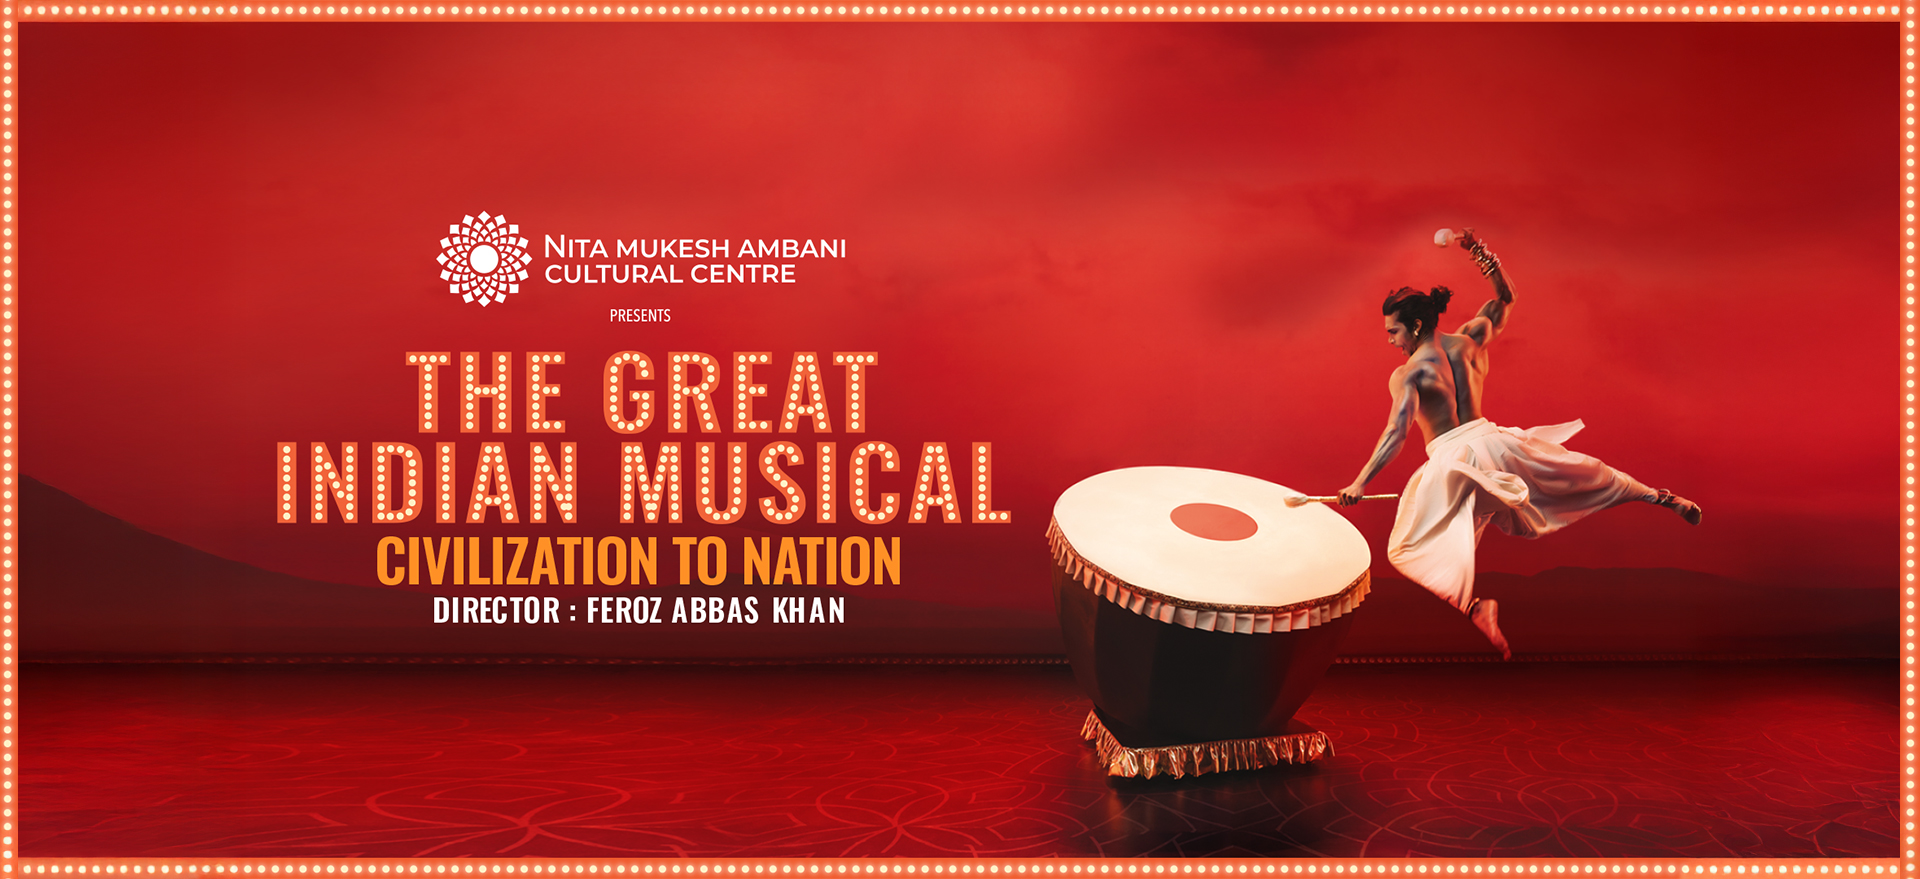 NITA MUKESH AMBANI
CULTURAL CENTRE
PRESENTS
THE GREAT
INDIAN MUSICAL
CIVILIZATION TO NATION
DIRECTOR : FEROZ ABBAS KHAN